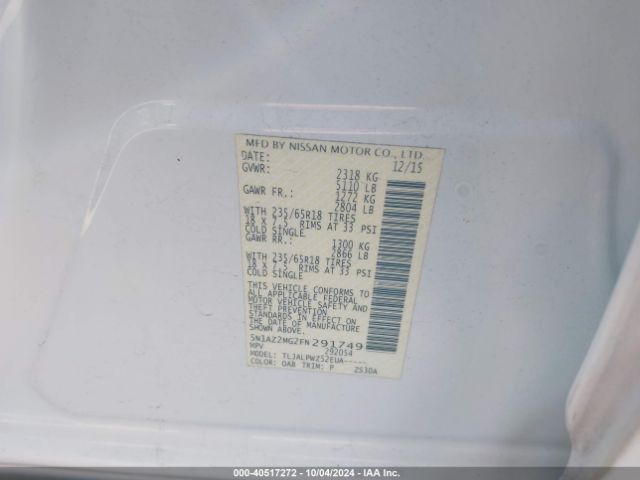 MFD BY NISSAN MOTOR CO., LTD.
DATE: 12/15
GVWR: 2318 KG
5110 LB
GAWR FR.: 1272 KG
2804 LB
WITH 235/65R18 TIRES
18 X 7.5 RIMS AT 33 PSI
COLD SINGLE
GAWR RR.: 1300 KG
2866 LB
WITH 235/65R18 TIRES
18 X 7.5 RIMS AT 33 PSI
COLD SINGLE
THIS VEHICLE CONFORMS TO
ALL APPLICABLE FEDERAL
MOTOR VEHICLE SAFETY AND
THEFT PREVENTION
STANDARDS IN EFFECT ON
THE DATE OF MANUFACTURE
SHOWN ABOVE.
5N1AZ2MG2FN291749
MPV 292054
TLJALPWZ52EUA-----
COLOR: QAB TRIM: P 2S30A
000-40517272 - 10/04/2024 - IAA Inc.